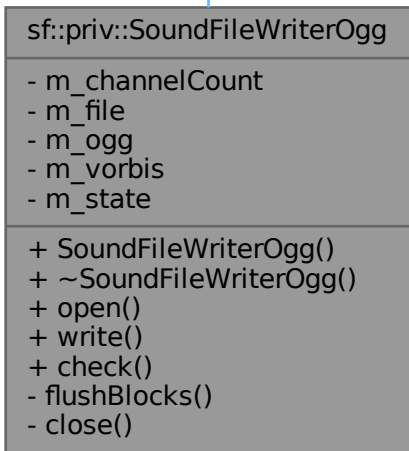 sf::priv::SoundFileWriterOgg
- m_channelCount
- m_file
- m_ogg
- m_vorbis
- m_state
+ SoundFileWriterOgg()
+ ~SoundFileWriterOgg()
+ open()
+ write()
+ check()
- flushBlocks()
- close()